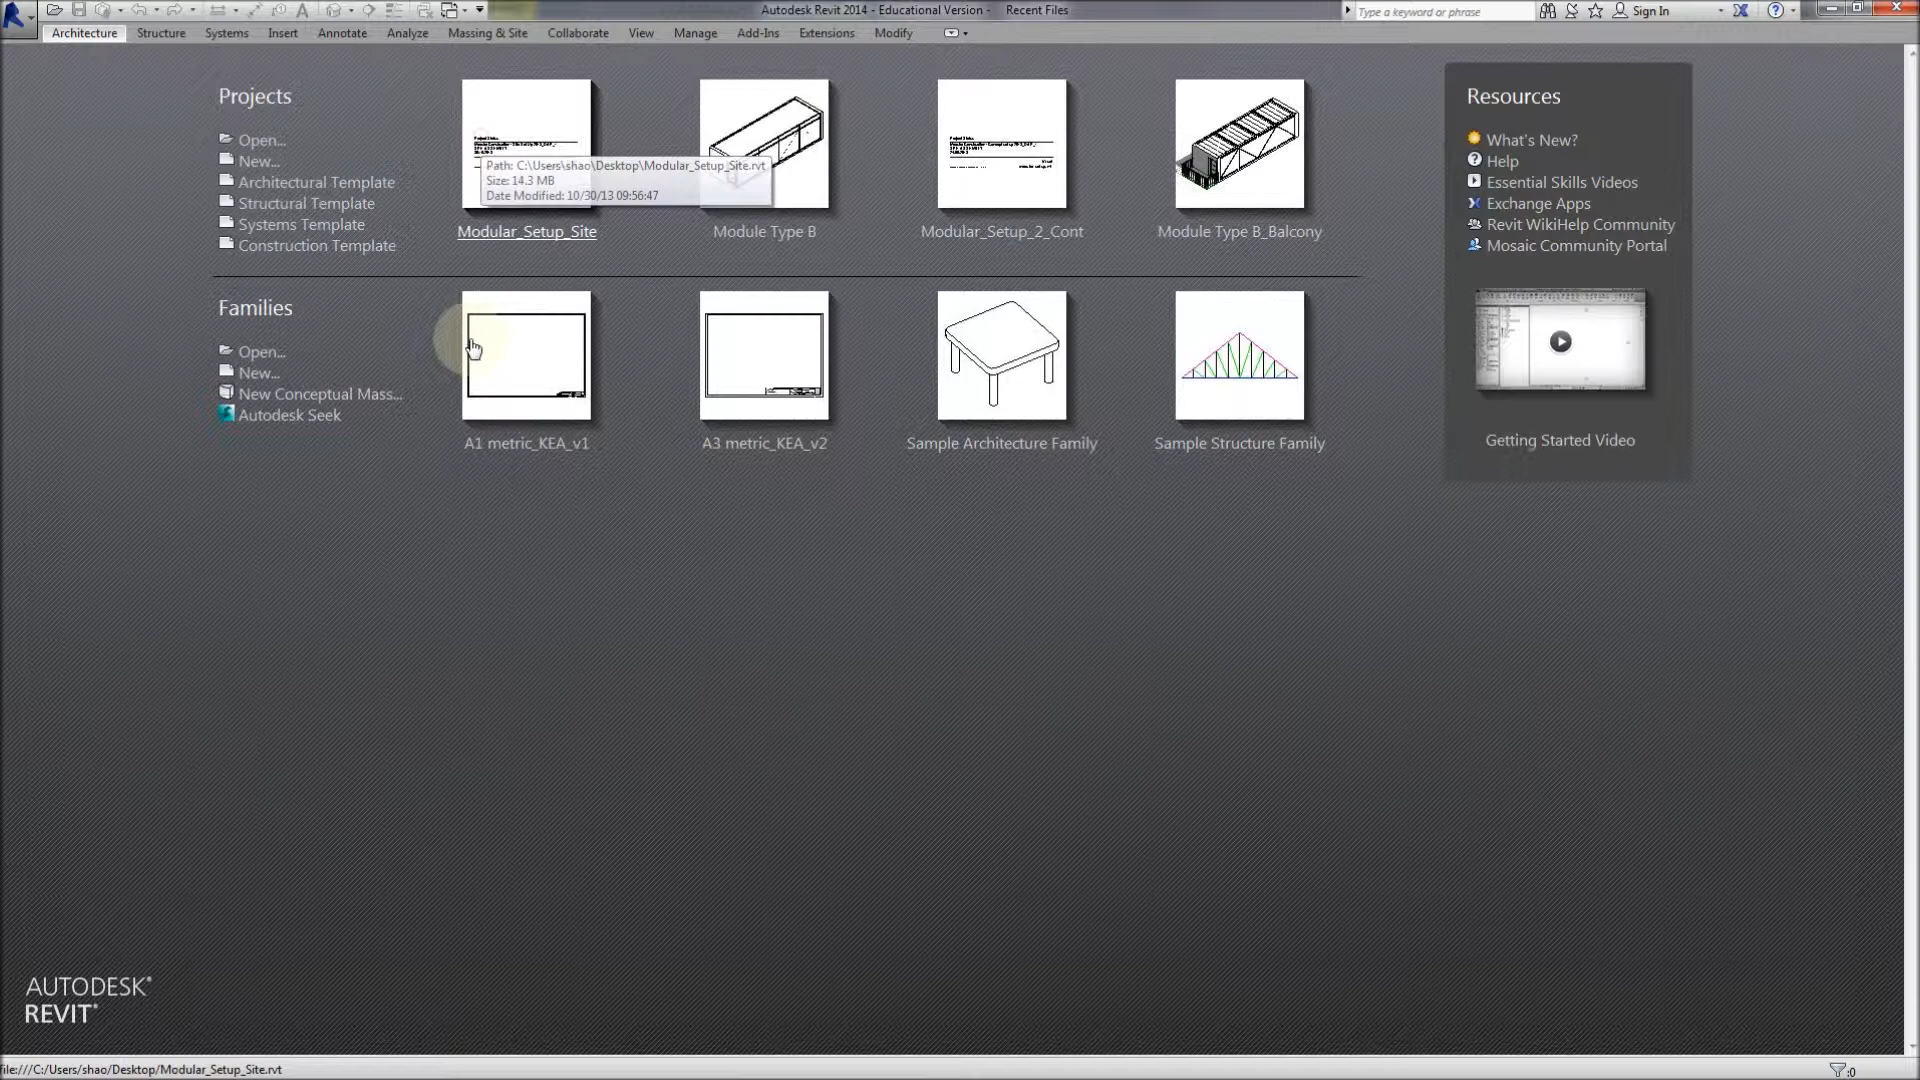 Autodesk Revit 2014 - Educational Version - Recent Files
Type a keyword or phrase
Sign In
Architecture Structure Systems Insert Annotate Analyze Massing & Site Collaborate View Manage Add-Ins Extensions Modify
Projects
Open...
New...
Architectural Template
Structural Template
Systems Template
Construction Template
Path: C:\Users\shao\Desktop\Modular_Setup_Site.rvt
Size: 14.3 MB
Date Modified: 10/30/13 09:56:47
Modular_Setup_Site
Module Type B
Modular_Setup_2_Cont
Module Type B_Balcony
Families
Open...
New...
New Conceptual Mass...
Autodesk Seek
A1 metric_KEA_v1
A3 metric_KEA_v2
Sample Architecture Family
Sample Structure Family
Resources
What's New?
Help
Essential Skills Videos
Exchange Apps
Revit WikiHelp Community
Mosaic Community Portal
Getting Started Video
AUTODESK®
REVIT®
file:///C:/Users/shao/Desktop/Modular_Setup_Site.rvt
:0